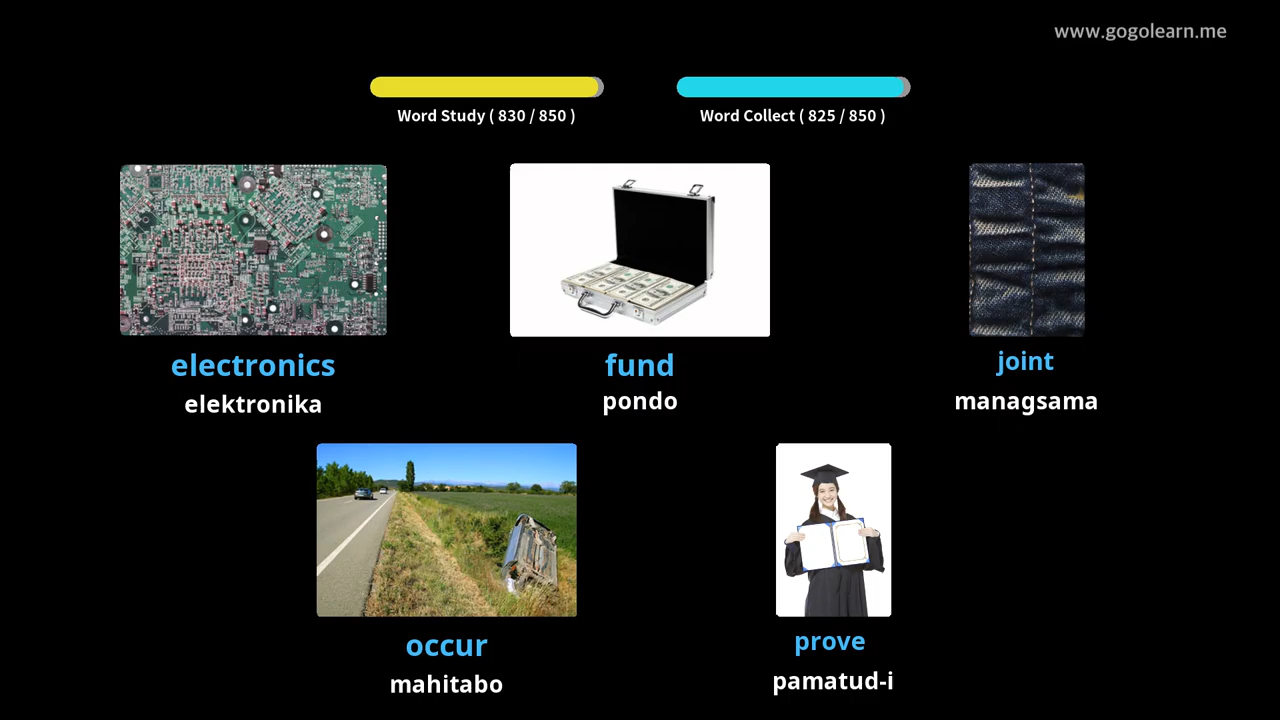 www.gogolearn.me
Word Study ( 830 / 850 )
Word Collect ( 825 / 850 )
electronics
elektronika
fund
pondo
joint
managsama
occur
mahitabo
prove
pamatud-i